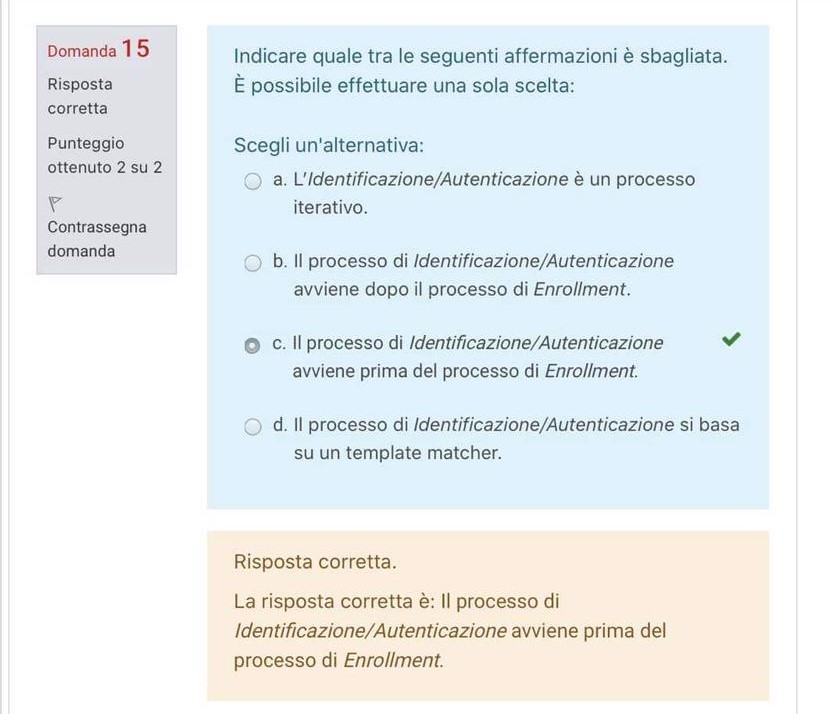 Domanda 15
Risposta
corretta
Punteggio
ottenuto 2 su 2
Contrassegna
domanda
Indicare quale tra le seguenti affermazioni è sbagliata.
È possibile effettuare una sola scelta:
Scegli un'alternativa:
a. L'Identificazione/Autenticazione è un processo
iterativo.
b. Il processo di Identificazione/Autenticazione
avviene dopo il processo di Enrollment.
c. Il processo di Identificazione/Autenticazione
avviene prima del processo di Enrollment.
d. Il processo di Identificazione/Autenticazione si basa
su un template matcher.
Risposta corretta.
La risposta corretta è: Il processo di
Identificazione/Autenticazione avviene prima del
processo di Enrollment.